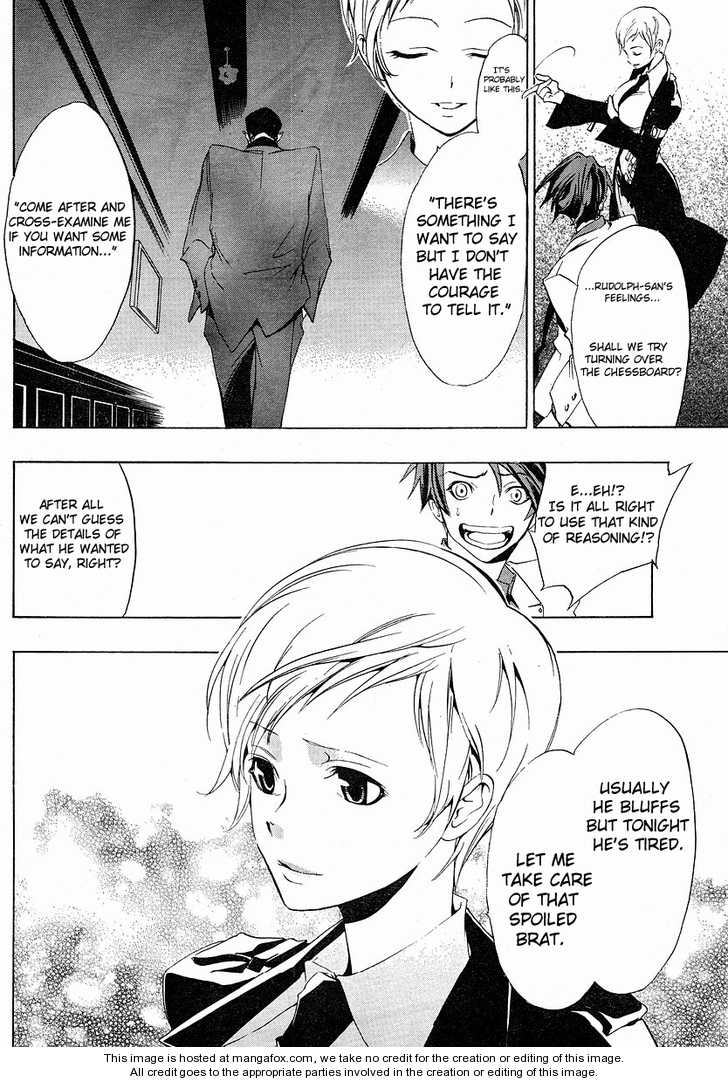 ...RUDOLPH-SAN'S
FEELINGS...
SHALL WE TRY
TURNING OVER
THE CHESSBOARD?
IT'S
PROBABLY
LIKE THIS.
"THERE'S
SOMETHING I
WANT TO SAY
BUT I DON'T
HAVE THE
COURAGE
TO TELL IT."
"COME AFTER AND
CROSS-EXAMINE ME
IF YOU WANT SOME
INFORMATION..."
E...EH!?
IS IT ALL RIGHT
TO USE THAT KIND
OF REASONING!?
AFTER ALL
WE CAN'T GUESS
THE DETAILS OF
WHAT HE WANTED
TO SAY, RIGHT?
USUALLY
HE BLUFFS
BUT TONIGHT
HE'S TIRED.
LET ME
TAKE CARE
OF THAT
SPOILED
BRAT.
This image is hosted at mangafox.com, we take no credit for the creation or editing of this image.
All credit goes to the appropriate parties involved in the creation or editing of this image.